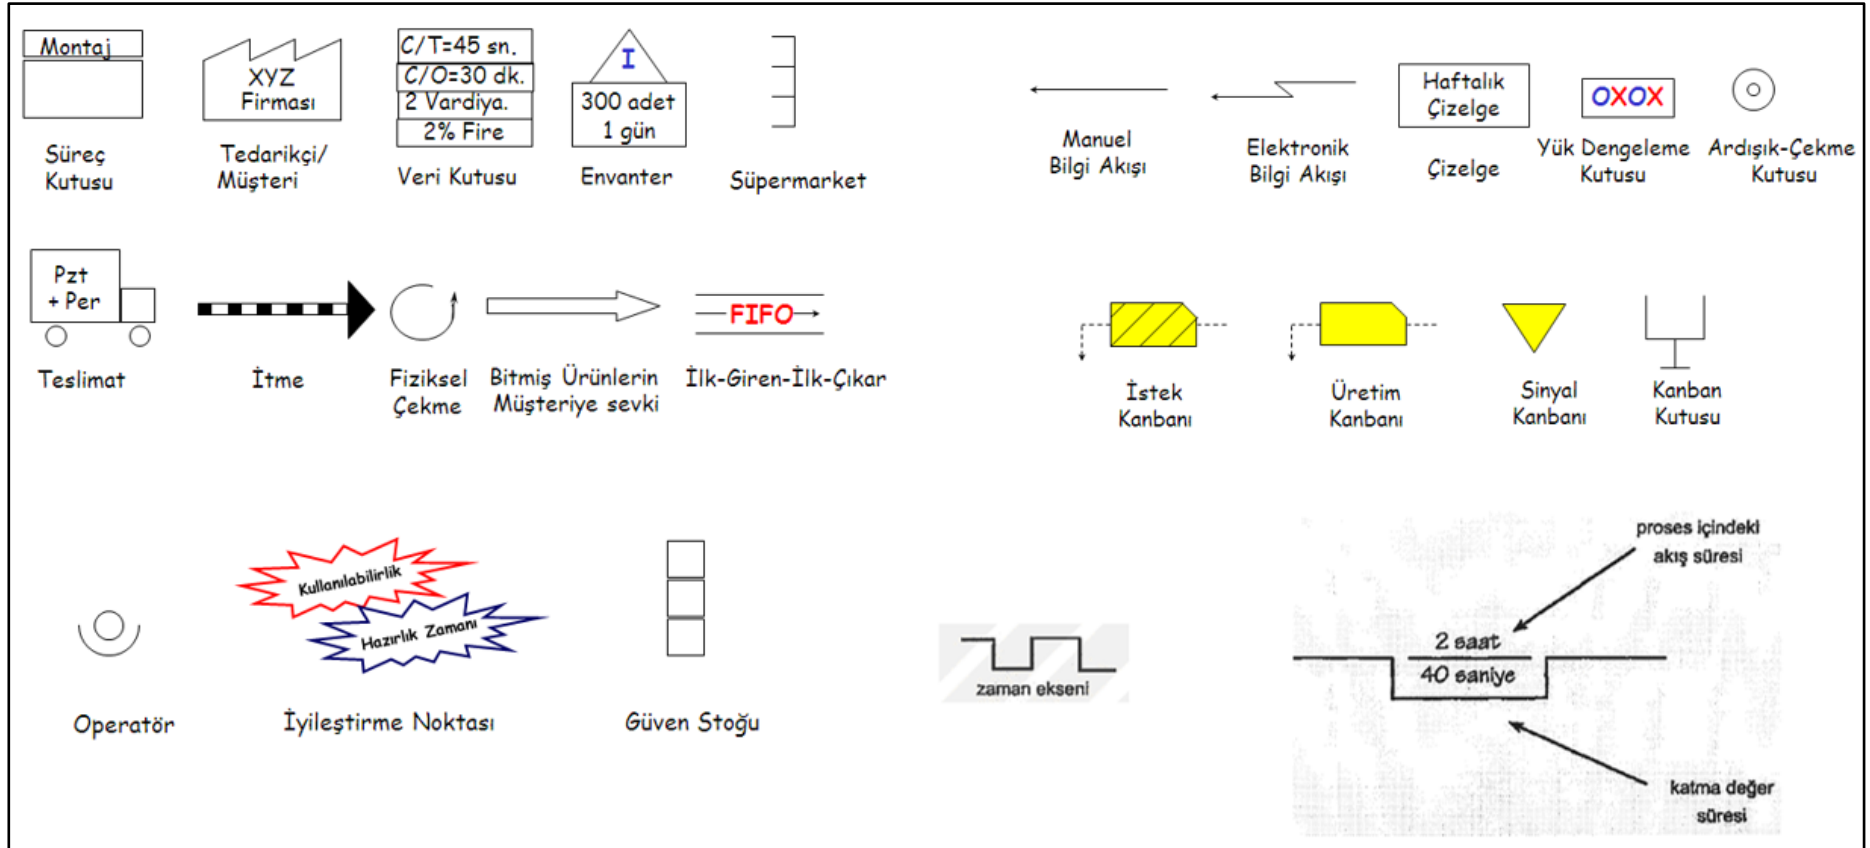 Montaj
Süreç
Kutusu
XYZ
Firması
Tedarikçi/
Müşteri
C/T=45 sn.
C/O=30 dk.
2 Vardiya.
2% Fire
Veri Kutusu
I
300 adet
1 gün
Envanter
Süpermarket
Manuel
Bilgi Akışı
Elektronik
Bilgi Akışı
Haftalık
Çizelge
Çizelge
OXOX
Yük Dengeleme
Kutusu
Ardışık-Çekme
Kutusu
Pzt
+ Per
Teslimat
İtme
Fiziksel
Çekme
Bitmiş Ürünlerin
Müşteriye sevki
FIFO
İlk-Giren-İlk-Çıkar
İstek
Kanbanı
Üretim
Kanbanı
Sinyal
Kanbanı
Kanban
Kutusu
Operatör
Kullanılabilirlik
Hazırlık Zamanı
İyileştirme Noktası
Güven Stoğu
zaman ekseni
proses içindeki
akış süresi
2 saat
40 saniye
katma değer
süresi